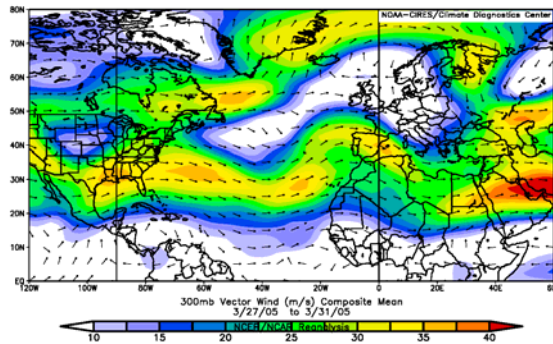 NOAA-CIRES/Climate Diagnostics Center
80N
70N
60N
50N
40N
30N
20N
10N
EQ
120W 100W 80W 60W 40W 20W 0 20E 40E 60E
300mb Vector Wind (m/s) Composite Mean
3/27/05 to 3/31/05
NCEP/NCAR Reanalysis
10 15 20 25 30 35 40